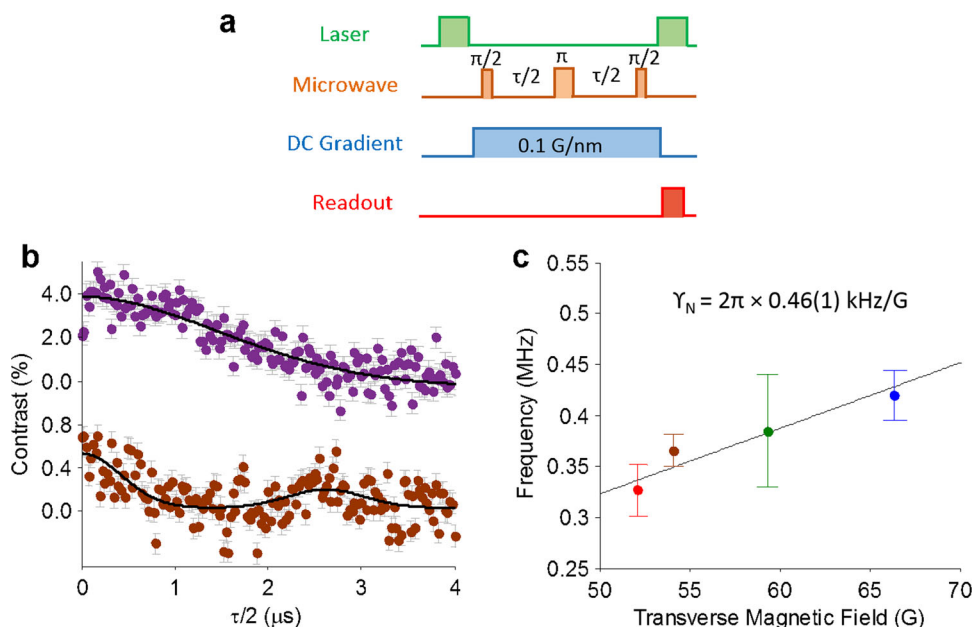 a
Laser
π/2 π π/2
Microwave τ/2 τ/2
DC Gradient 0.1 G/nm
Readout
b
Contrast (%)
4.0
2.0
0.0
0.8
0.4
0.0
0 1 2 3 4
τ/2 (μs)
c
ϒN = 2π × 0.46(1) kHz/G
Frequency (MHz)
0.55
0.5
0.45
0.4
0.35
0.3
0.25
50 55 60 65 70
Transverse Magnetic Field (G)